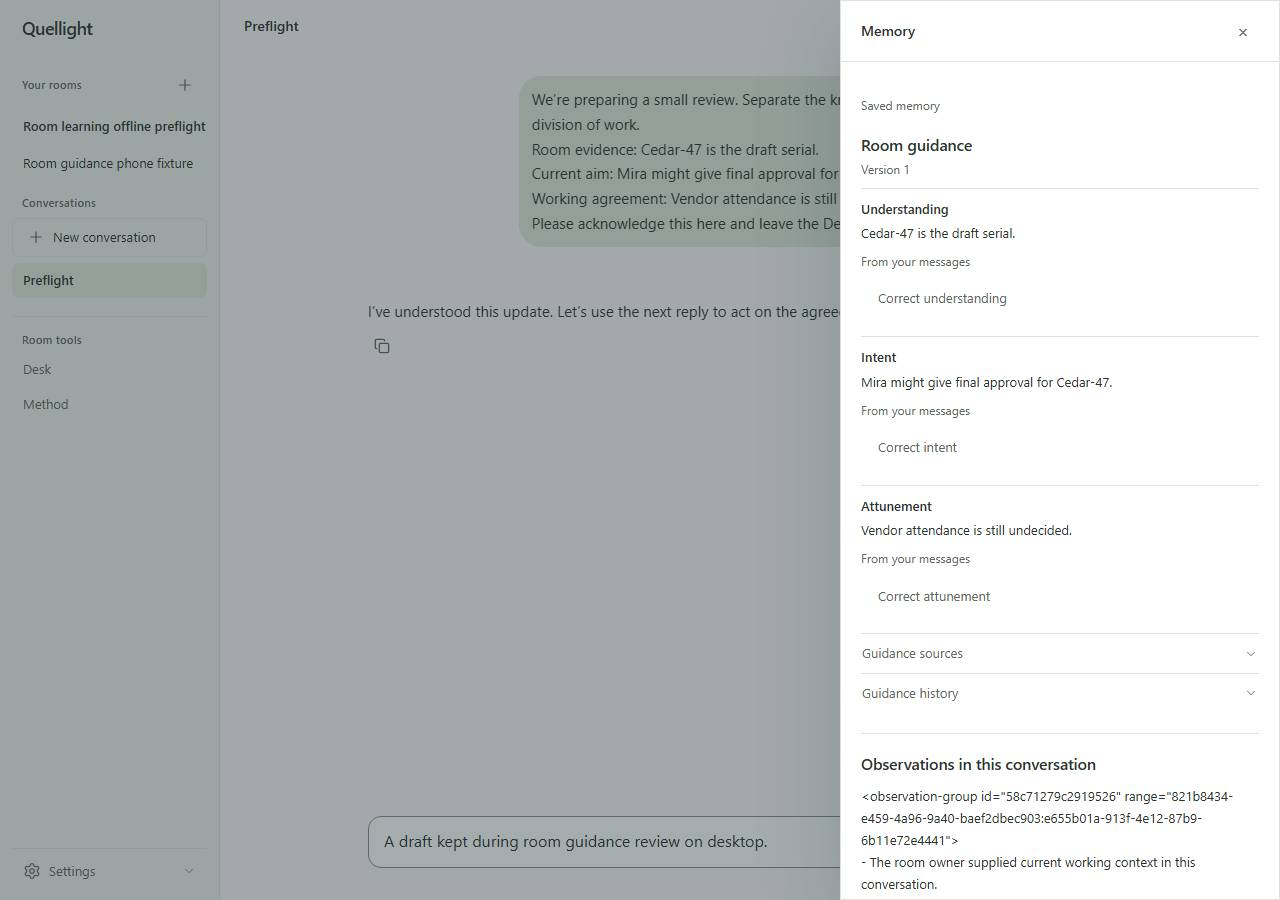 Quellight
Your rooms
Room learning offline preflight
Room guidance phone fixture
Conversations
New conversation
Preflight
Room tools
Desk
Method
Settings
Preflight
We're preparing a small review. Separate the
division of work.
Room evidence: Cedar-47 is the draft serial.
Current aim: Mira might give final approval for
Working agreement: Vendor attendance is still
Please acknowledge this here and leave the
I've understood this update. Let's use the next reply to act on the
A draft kept during room guidance review on desktop.
Memory
Saved memory
Room guidance
Version 1
Understanding
Cedar-47 is the draft serial.
From your messages
Correct understanding
Intent
Mira might give final approval for Cedar-47.
From your messages
Correct intent
Attunement
Vendor attendance is still undecided.
From your messages
Correct attunement
Guidance sources
Guidance history
Observations in this conversation
<observation-group id="58c71279c2919526" range="821b8434-
e459-4a96-9a40-baef2dbec903:e655b01a-913f-4e12-87b9-
6b11e72e4441">
- The room owner supplied current working context in this
conversation.